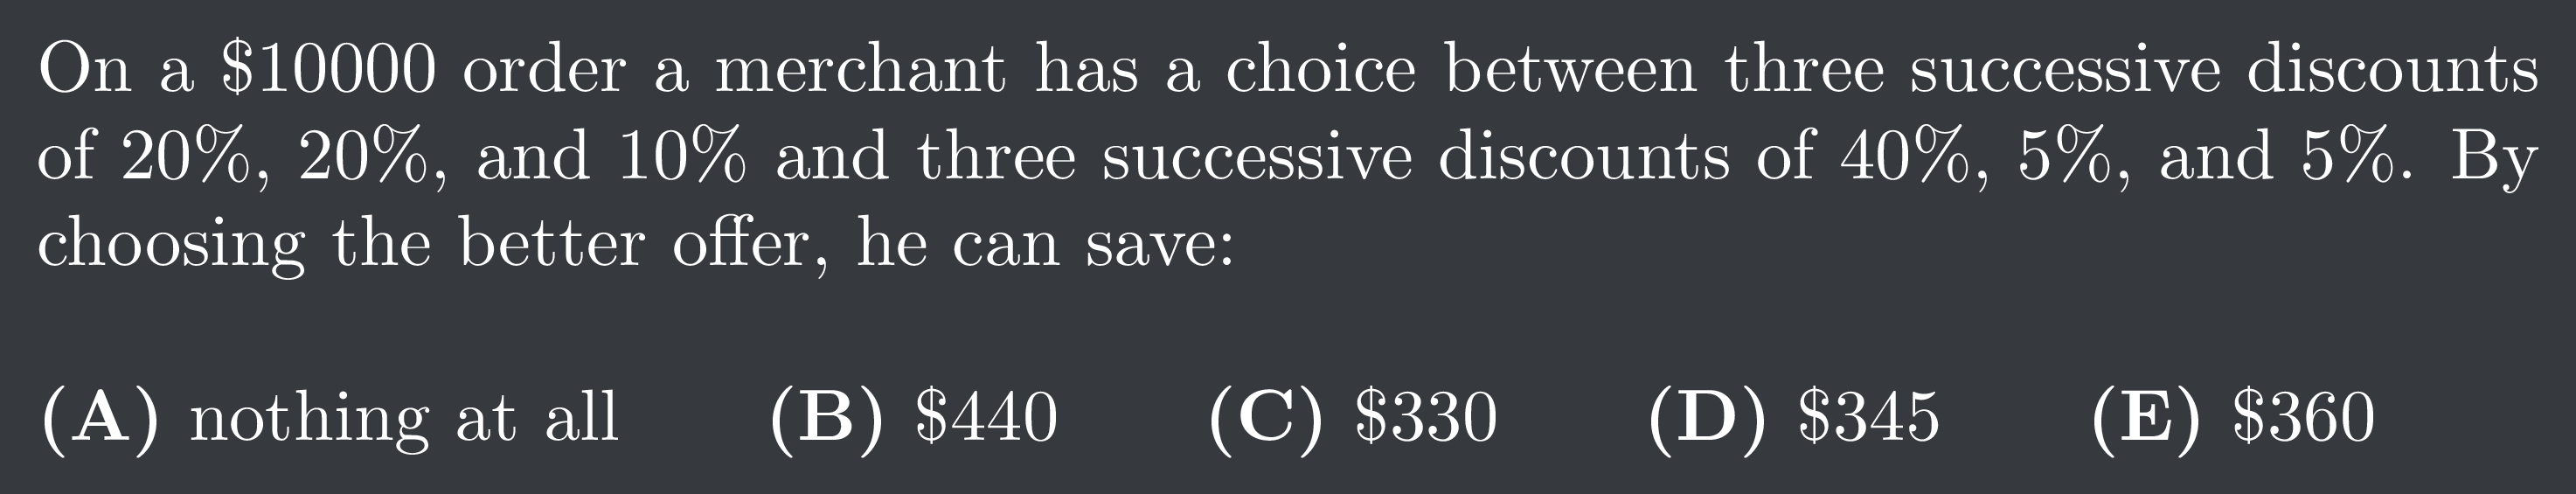 On a $10000 order a merchant has a choice between three successive discounts
of 20%, 20%, and 10% and three successive discounts of 40%, 5%, and 5%. By
choosing the better offer, he can save:
(A) nothing at all (B) $440 (C) $330 (D) $345 (E) $360